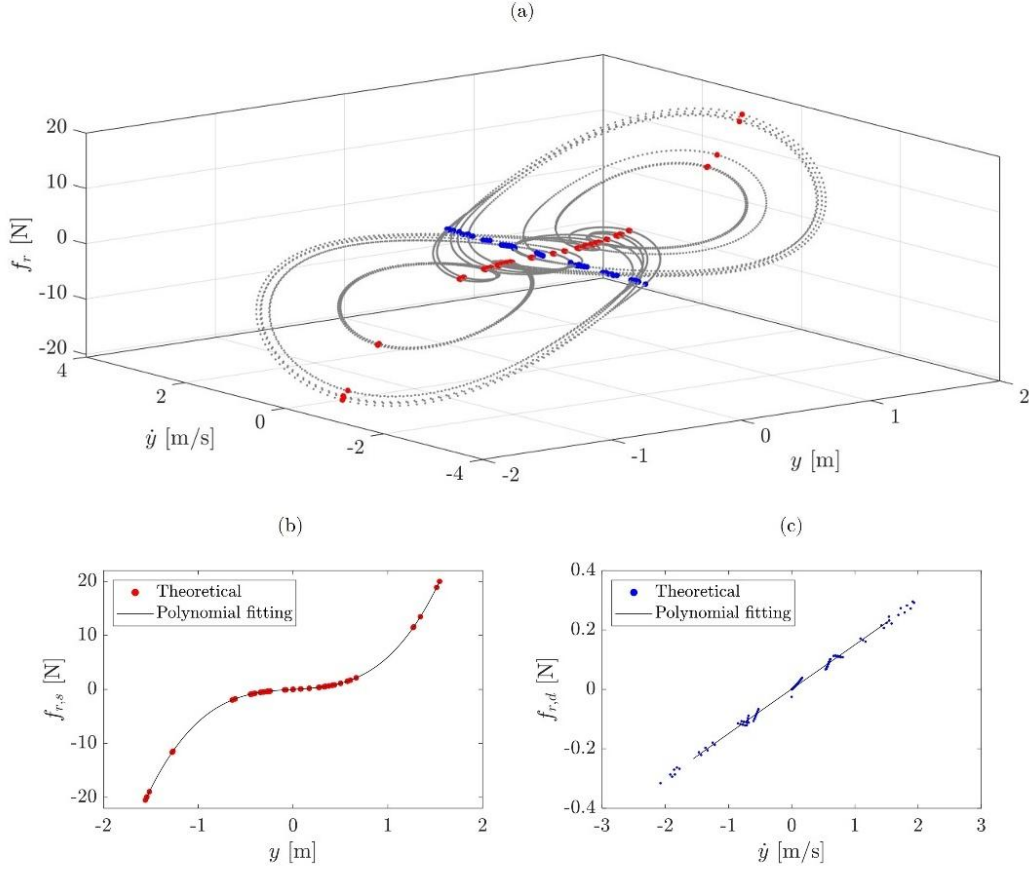 (a)
20
10
0
-10
-20
f_r [N]
4
2
0
-2
-4
ẏ [m/s]
-2
-1
0
1
2
y [m]
(b)
Theoretical
Polynomial fitting
20
10
0
-10
-20
f_{r,s} [N]
-2
-1
0
1
2
y [m]
(c)
Theoretical
Polynomial fitting
0.4
0.2
0
-0.2
-0.4
f_{r,d} [N]
-3
-2
-1
0
1
2
3
ẏ [m/s]